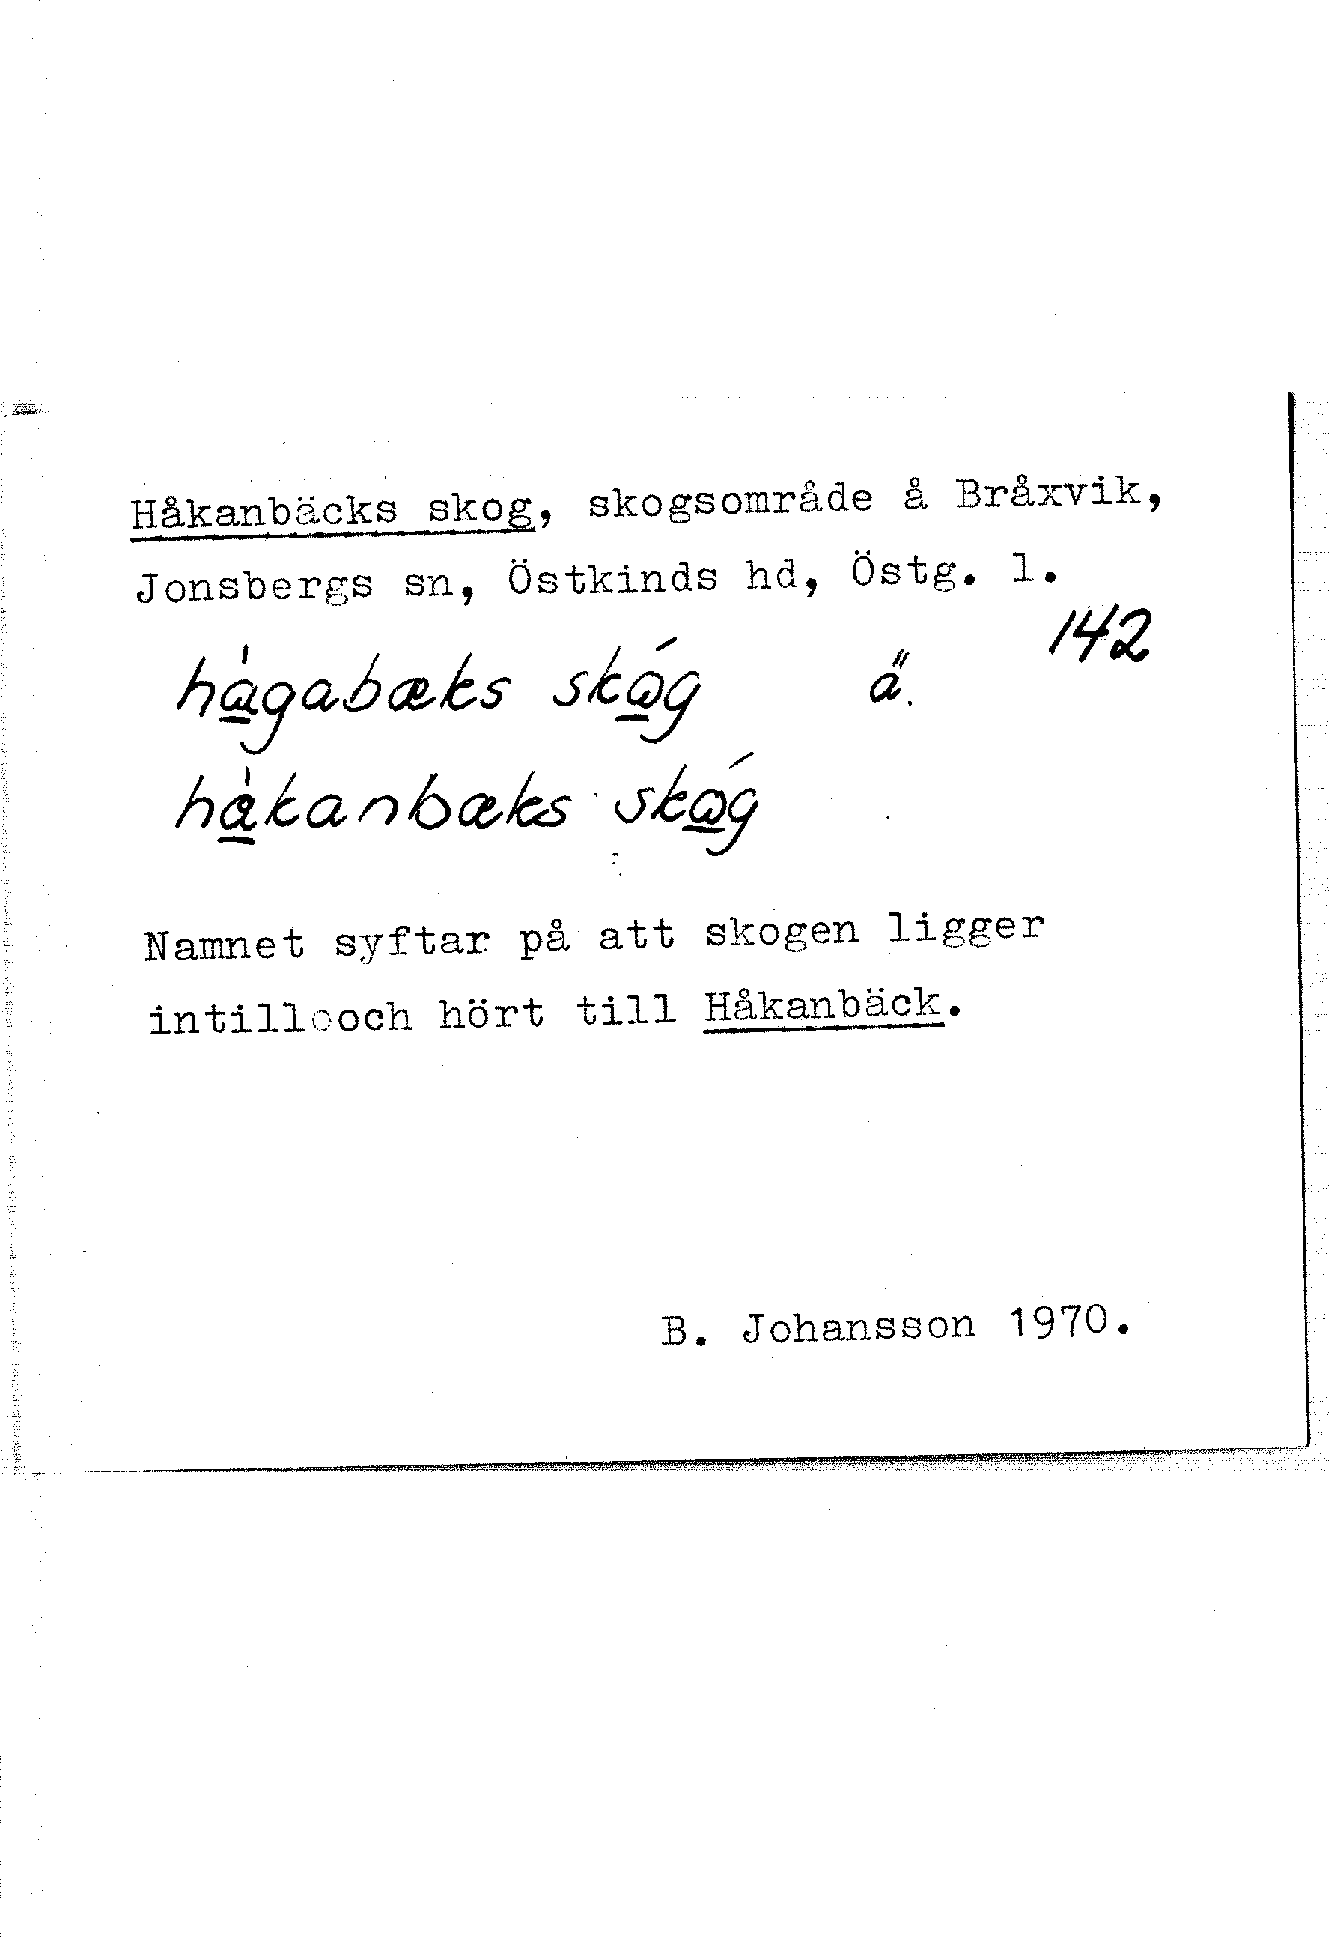 Håkanbäcks skog, skogsområde å Bråxvik,
Jonsbergs sn, Östkinds hd, Östg. l.
142
hågabæks skåg ä.
håkanbæks skåg
Namnet syftar på att skogen ligger
intill och hört till Håkanbäck.
B. Johansson 1970.